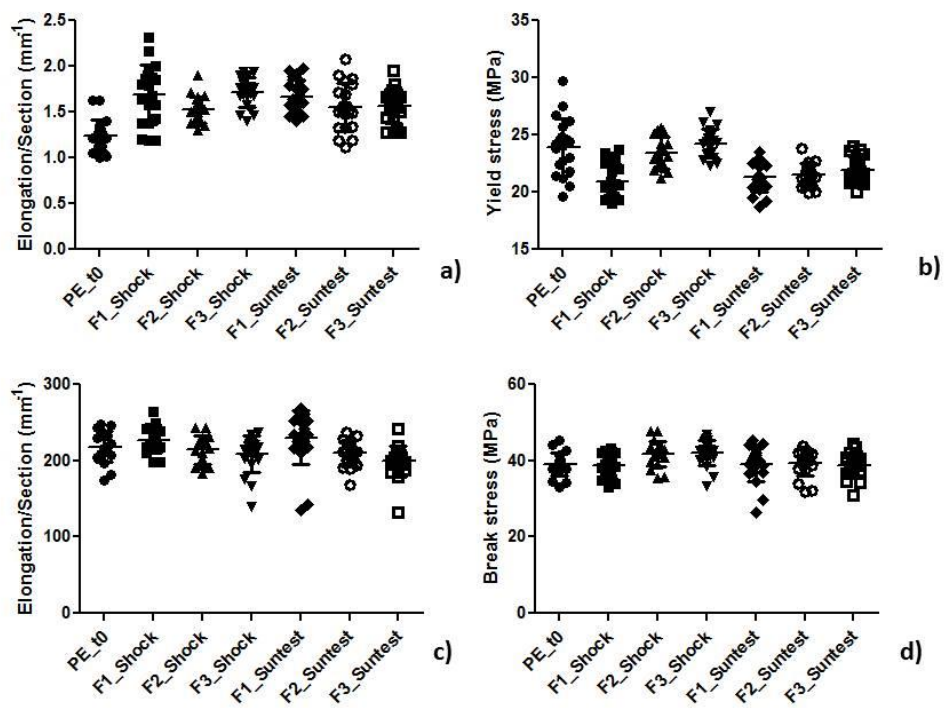 Elongation/Section (mm-1)
2.5
2.0
1.5
1.0
0.5
0.0
PE_t0
F1_Shock
F2_Shock
F3_Shock
F1_Suntest
F2_Suntest
F3_Suntest
a)
Yield stress (MPa)
35
30
25
20
15
PE_t0
F1_Shock
F2_Shock
F3_Shock
F1_Suntest
F2_Suntest
F3_Suntest
b)
Elongation/Section (mm-1)
300
200
100
0
PE_t0
F1_Shock
F2_Shock
F3_Shock
F1_Suntest
F2_Suntest
F3_Suntest
c)
Break stress (MPa)
60
40
20
0
PE_t0
F1_Shock
F2_Shock
F3_Shock
F1_Suntest
F2_Suntest
F3_Suntest
d)